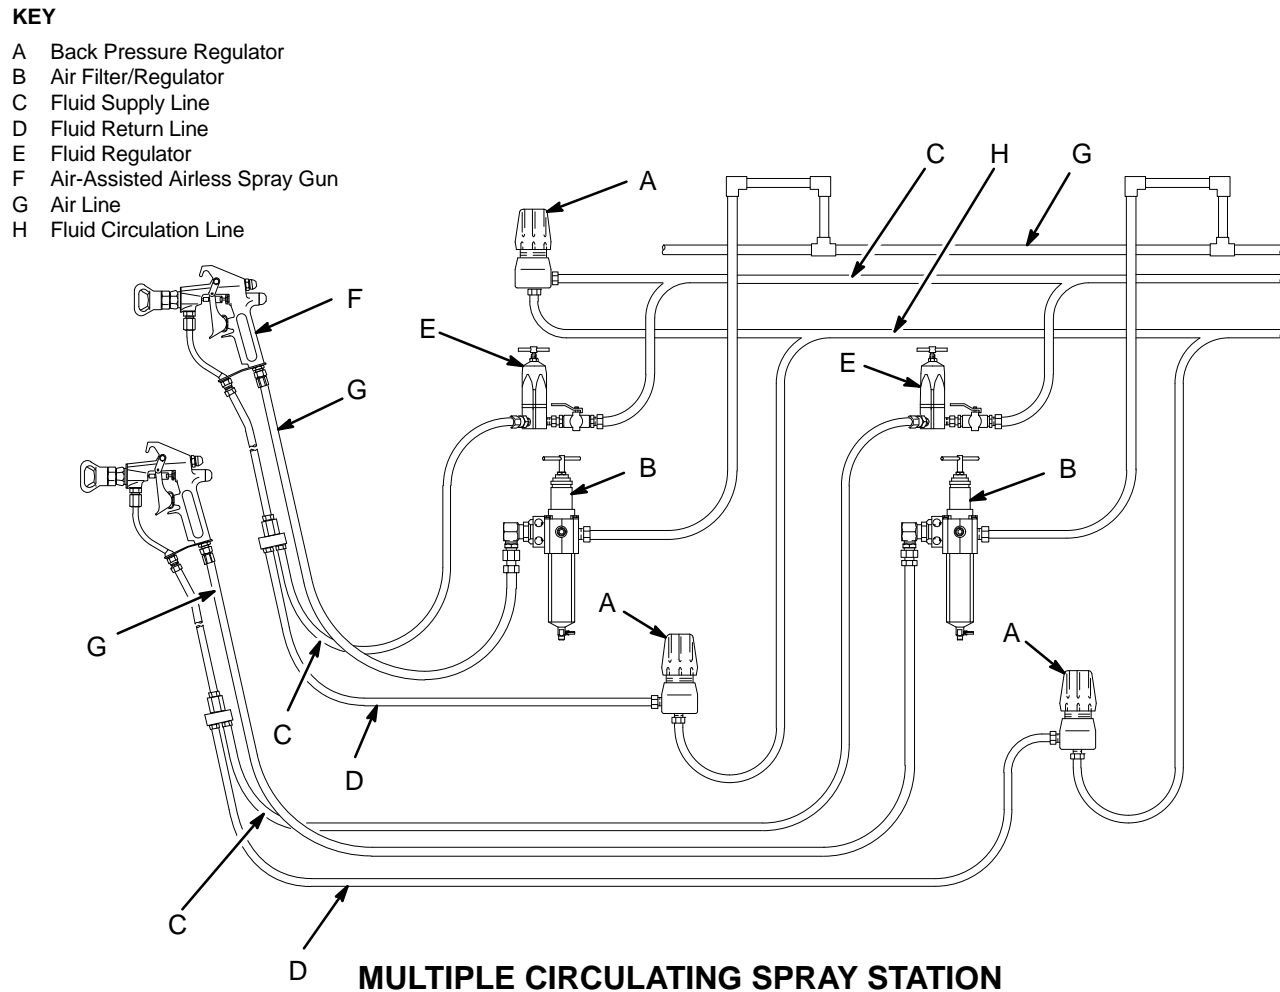 KEY
A Back Pressure Regulator
B Air Filter/Regulator
C Fluid Supply Line
D Fluid Return Line
E Fluid Regulator
F Air-Assisted Airless Spray Gun
G Air Line
H Fluid Circulation Line
C H G
A
F
E
E
G
B
B
A
A
G
C
D
C
D
MULTIPLE CIRCULATING SPRAY STATION